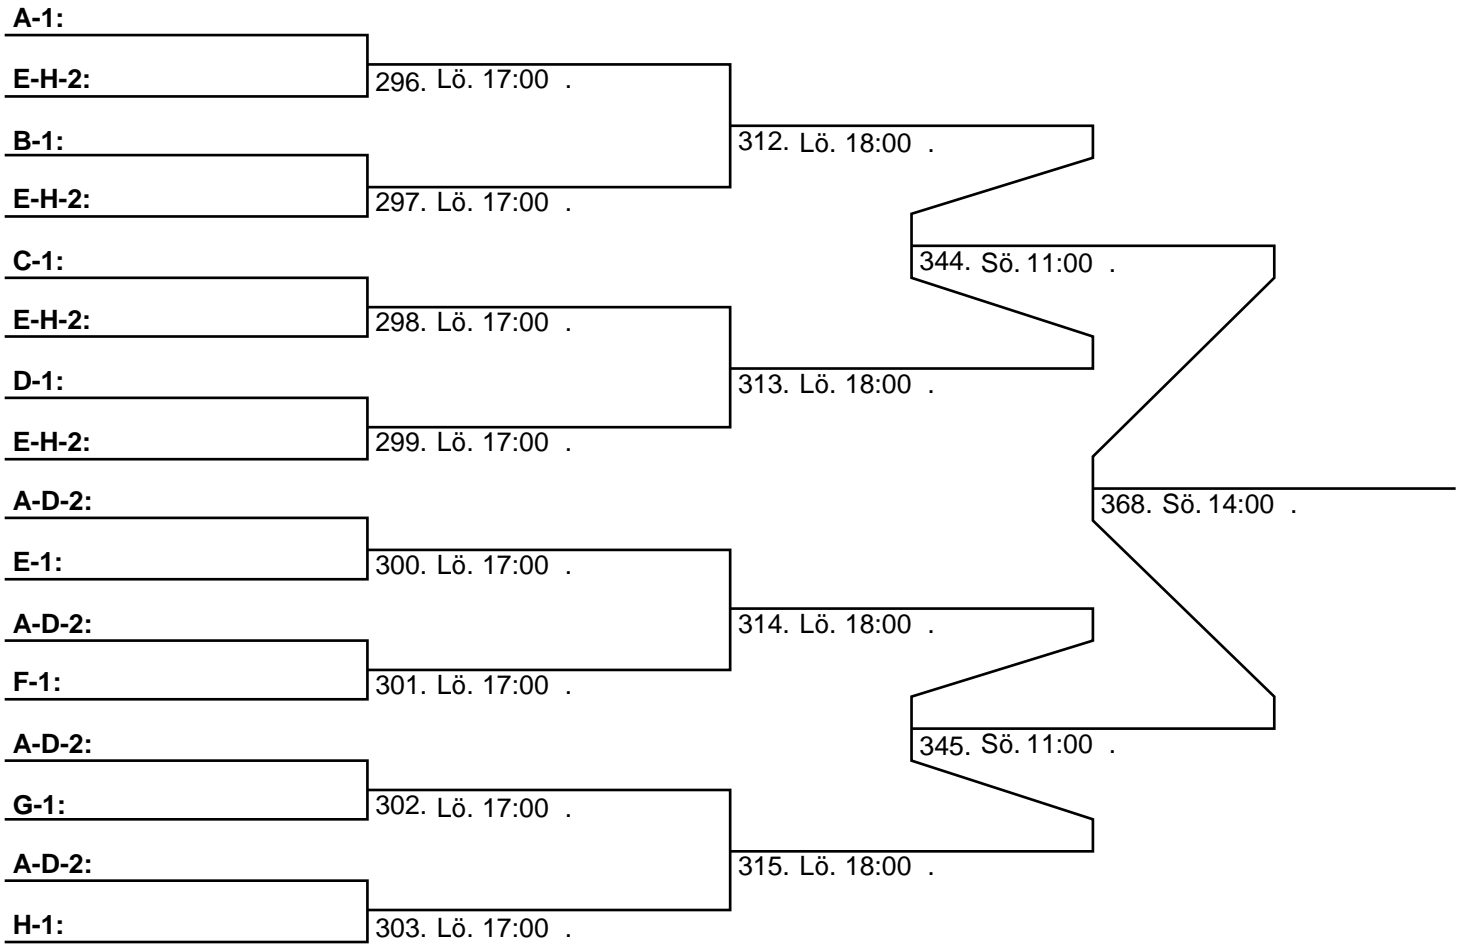 A-1:
E-H-2:
296. Lö. 17:00 .
B-1:
312. Lö. 18:00 .
E-H-2:
297. Lö. 17:00 .
C-1:
344. Sö. 11:00 .
E-H-2:
298. Lö. 17:00 .
D-1:
313. Lö. 18:00 .
E-H-2:
299. Lö. 17:00 .
A-D-2:
368. Sö. 14:00 .
E-1:
300. Lö. 17:00 .
A-D-2:
314. Lö. 18:00 .
F-1:
301. Lö. 17:00 .
A-D-2:
345. Sö. 11:00 .
G-1:
302. Lö. 17:00 .
A-D-2:
315. Lö. 18:00 .
H-1:
303. Lö. 17:00 .